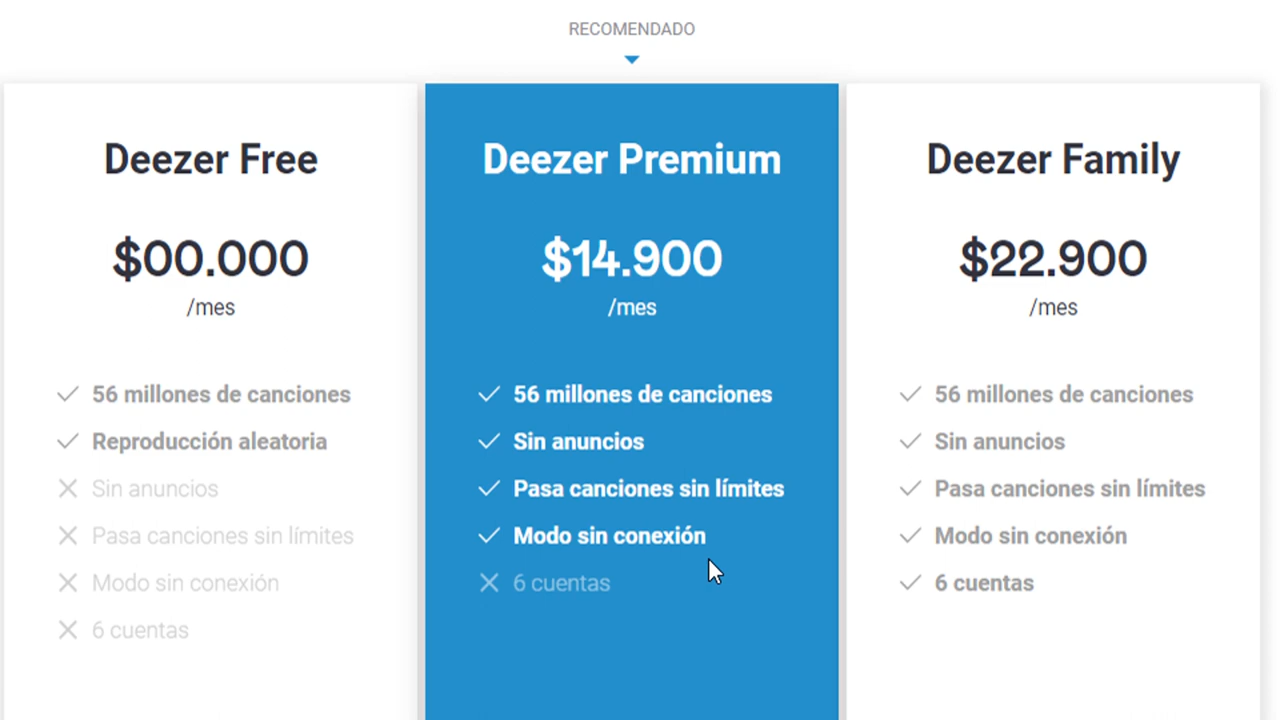 RECOMENDADO
Deezer Free
$00.000
/mes
56 millones de canciones
Reproducción aleatoria
Sin anuncios
Pasa canciones sin límites
Modo sin conexión
6 cuentas
Deezer Premium
$14.900
/mes
56 millones de canciones
Sin anuncios
Pasa canciones sin límites
Modo sin conexión
6 cuentas
Deezer Family
$22.900
/mes
56 millones de canciones
Sin anuncios
Pasa canciones sin límites
Modo sin conexión
6 cuentas